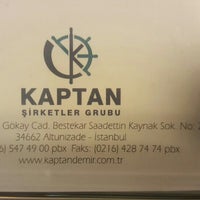 KAPTAN
ŞİRKETLER GRUBU
Gökay Cad. Bestekar Saadettin Kaynak Sok. No:
34662 Altunizade - İstanbul
547 49 00 pbx Faks: (0216) 428 74 74 pbx
www.kaptandemir.com.tr